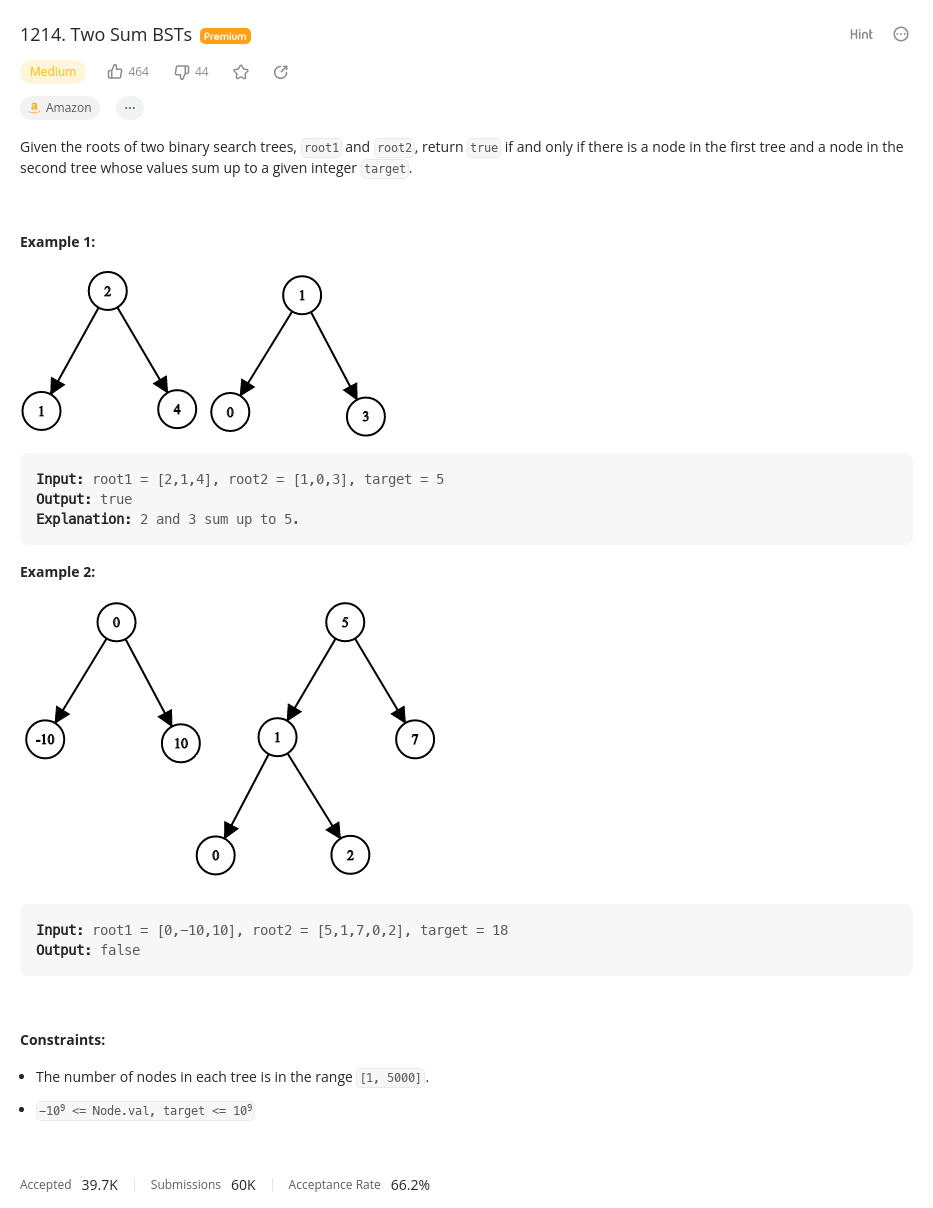 1214. Two Sum BSTs Premium Hint
Medium 464 44
a Amazon ...
Given the roots of two binary search trees, root1 and root2, return true if and only if there is a node in the first tree and a node in the
second tree whose values sum up to a given integer target.
Example 1:
2 1
1 4 0 3
Input: root1 = [2,1,4], root2 = [1,0,3], target = 5
Output: true
Explanation: 2 and 3 sum up to 5.
Example 2:
0 5
-10 10 1 7
0 2
Input: root1 = [0,−10,10], root2 = [5,1,7,0,2], target = 18
Output: false
Constraints:
• The number of nodes in each tree is in the range [1, 5000].
• −10⁹ <= Node.val, target <= 10⁹
Accepted 39.7K Submissions 60K Acceptance Rate 66.2%